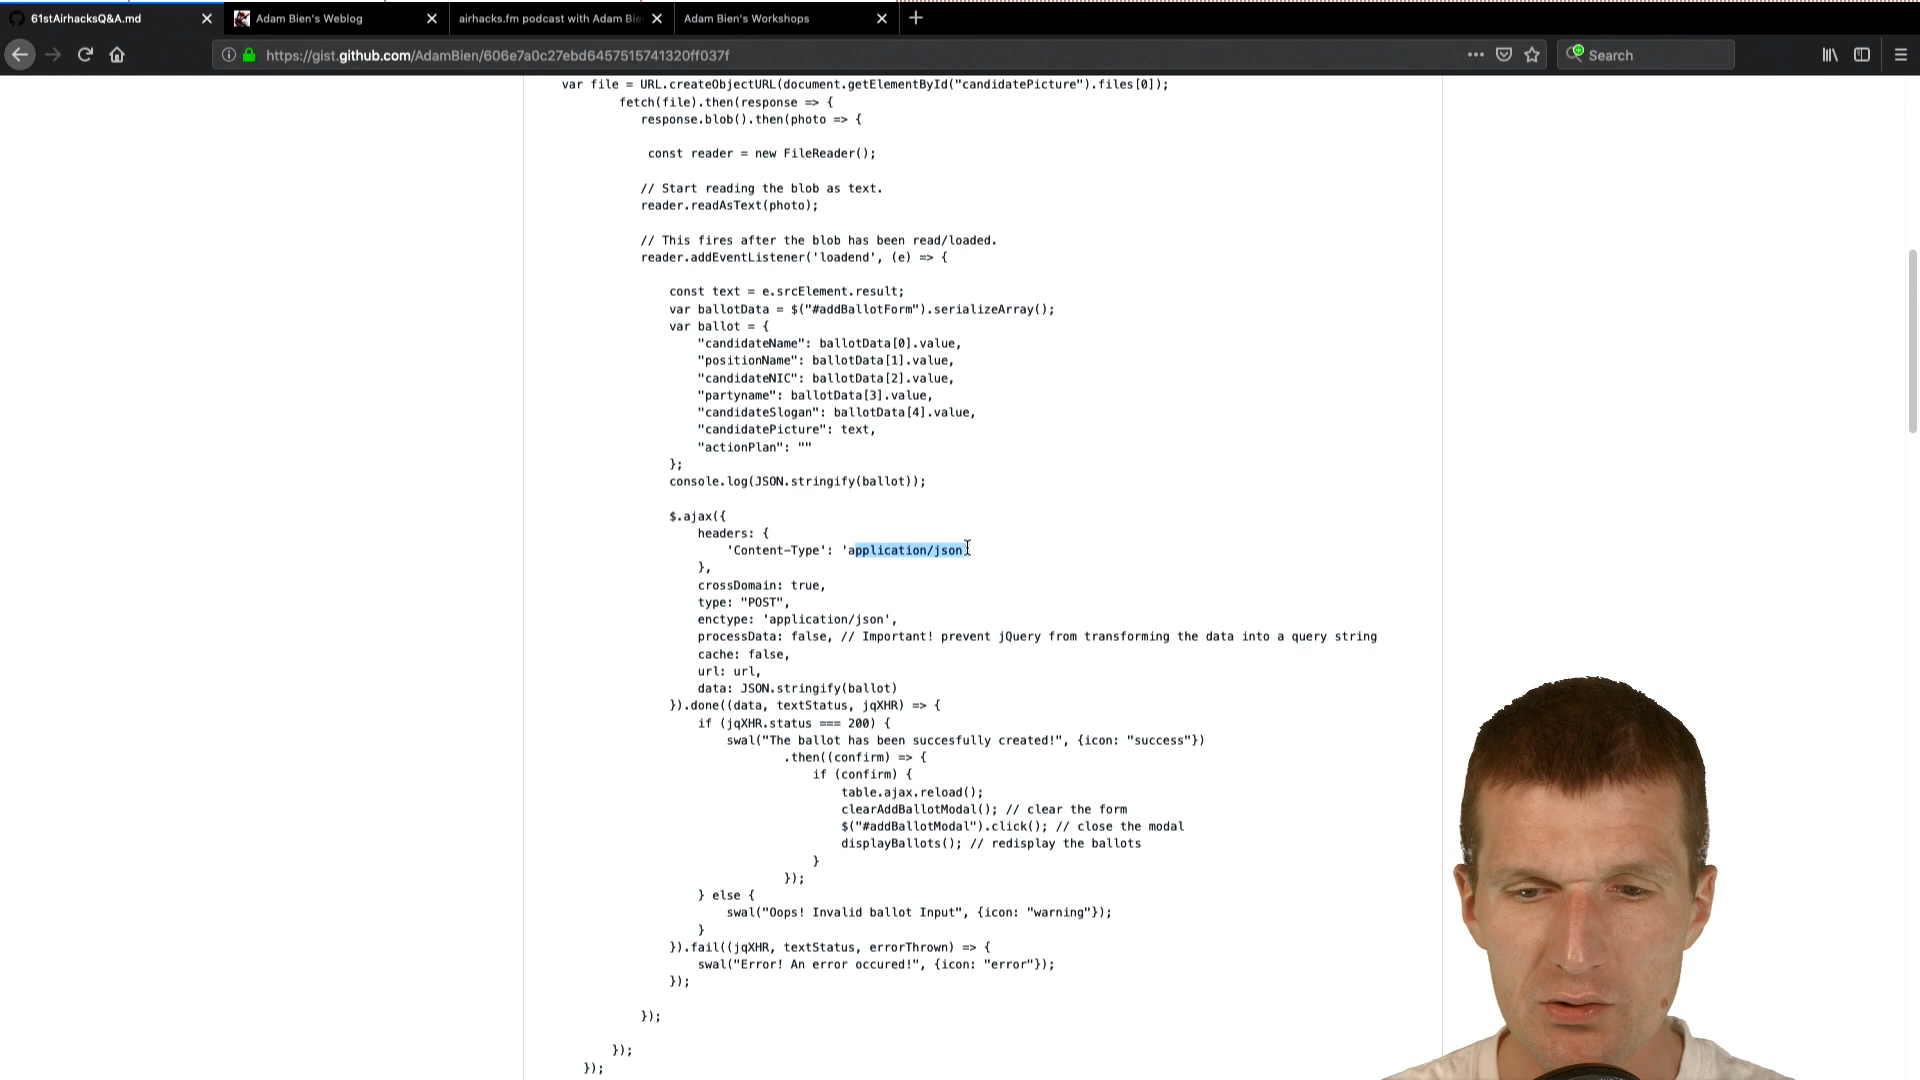 61stAirhacksQ&A.md
Adam Bien's Weblog
airhacks.fm podcast with Adam Bie
Adam Bien's Workshops
https://gist.github.com/AdamBien/606e7a0c27ebd6457515741320ff037f
Search
var file = URL.createObjectURL(document.getElementById("candidatePicture").files[0]);
fetch(file).then(response => {
response.blob().then(photo => {
const reader = new FileReader();
// Start reading the blob as text.
reader.readAsText(photo);
// This fires after the blob has been read/loaded.
reader.addEventListener('loadend', (e) => {
const text = e.srcElement.result;
var ballotData = $("#addBallotForm").serializeArray();
var ballot = {
"candidateName": ballotData[0].value,
"positionName": ballotData[1].value,
"candidateNIC": ballotData[2].value,
"partyname": ballotData[3].value,
"candidateSlogan": ballotData[4].value,
"candidatePicture": text,
"actionPlan": ""
};
console.log(JSON.stringify(ballot));
$.ajax({
headers: {
'Content-Type': 'application/json'
},
crossDomain: true,
type: "POST",
enctype: 'application/json',
processData: false, // Important! prevent jQuery from transforming the data into a query string
cache: false,
url: url,
data: JSON.stringify(ballot)
}).done((data, textStatus, jqXHR) => {
if (jqXHR.status === 200) {
swal("The ballot has been succesfully created!", {icon: "success"})
.then((confirm) => {
if (confirm) {
table.ajax.reload();
clearAddBallotModal(); // clear the form
$("#addBallotModal").click(); // close the modal
displayBallots(); // redisplay the ballots
}
});
} else {
swal("Oops! Invalid ballot Input", {icon: "warning"});
}
}).fail((jqXHR, textStatus, errorThrown) => {
swal("Error! An error occured!", {icon: "error"});
});
});
});
});